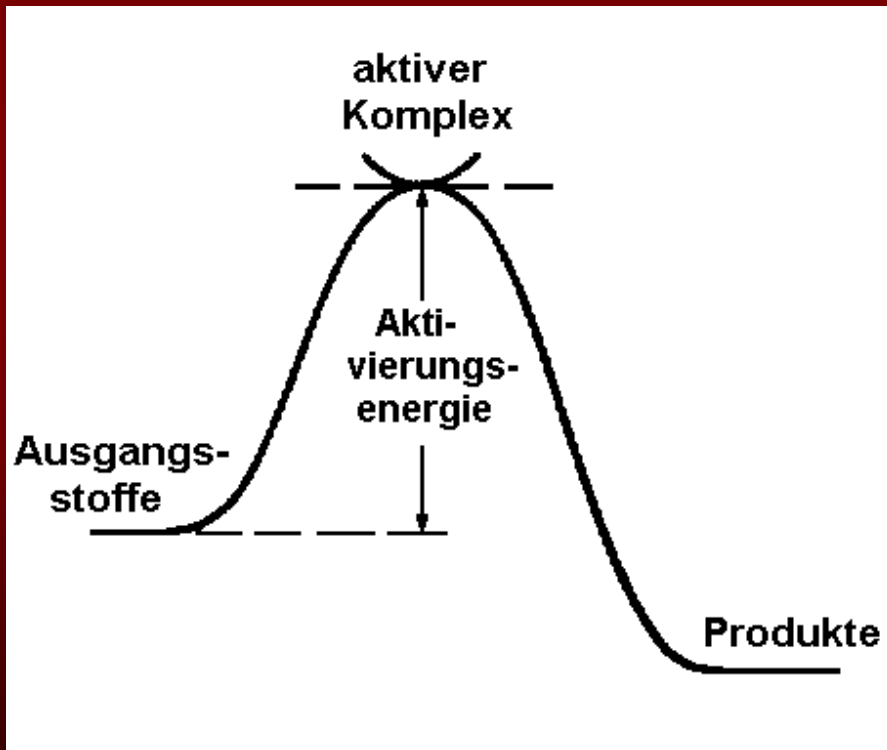 aktiver
Komplex
Akti-
vierungs-
energie
Ausgangs-
stoffe
Produkte